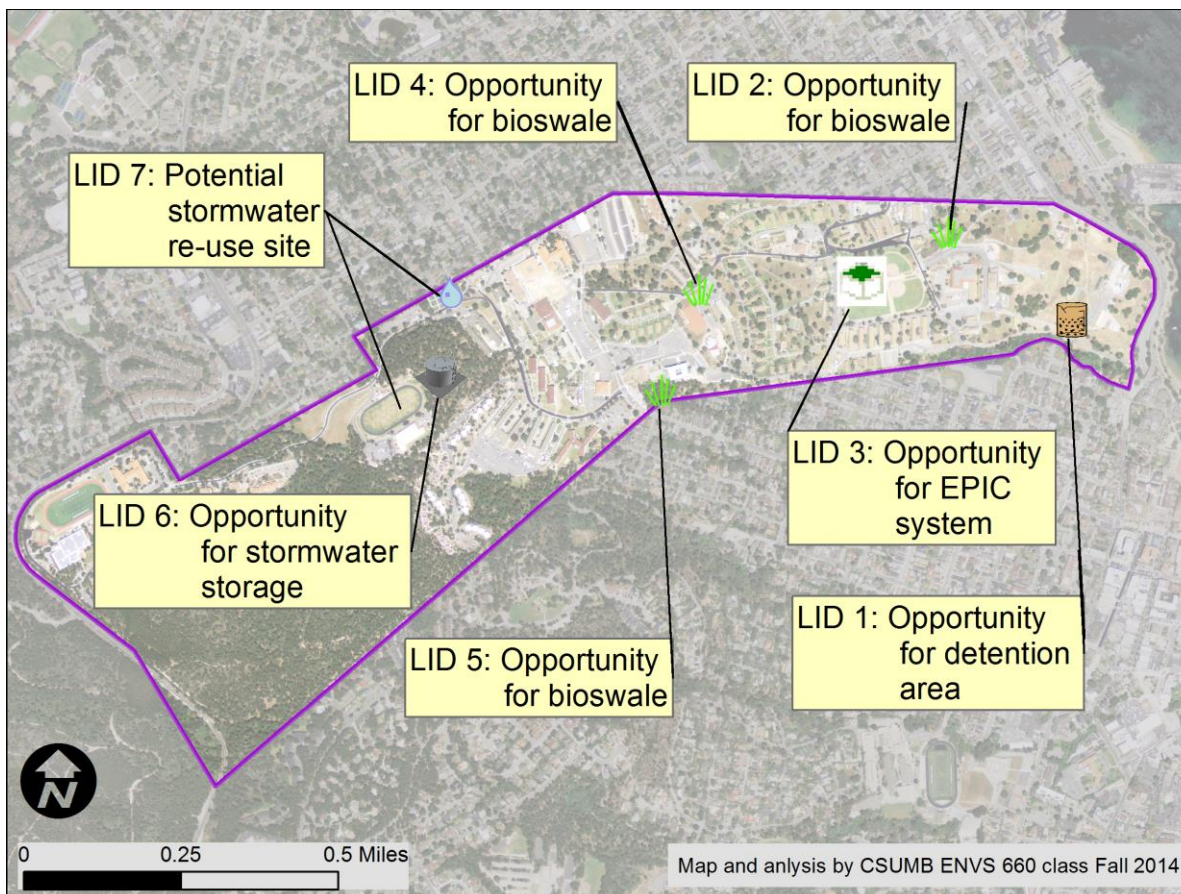 LID 4: Opportunity
for bioswale
LID 2: Opportunity
for bioswale
LID 7: Potential
stormwater
re-use site
LID 3: Opportunity
for EPIC
system
LID 6: Opportunity
for stormwater
storage
LID 1: Opportunity
for detention
area
LID 5: Opportunity
for bioswale
N
0 0.25 0.5 Miles
Map and anlysis by CSUMB ENVS 660 class Fall 2014